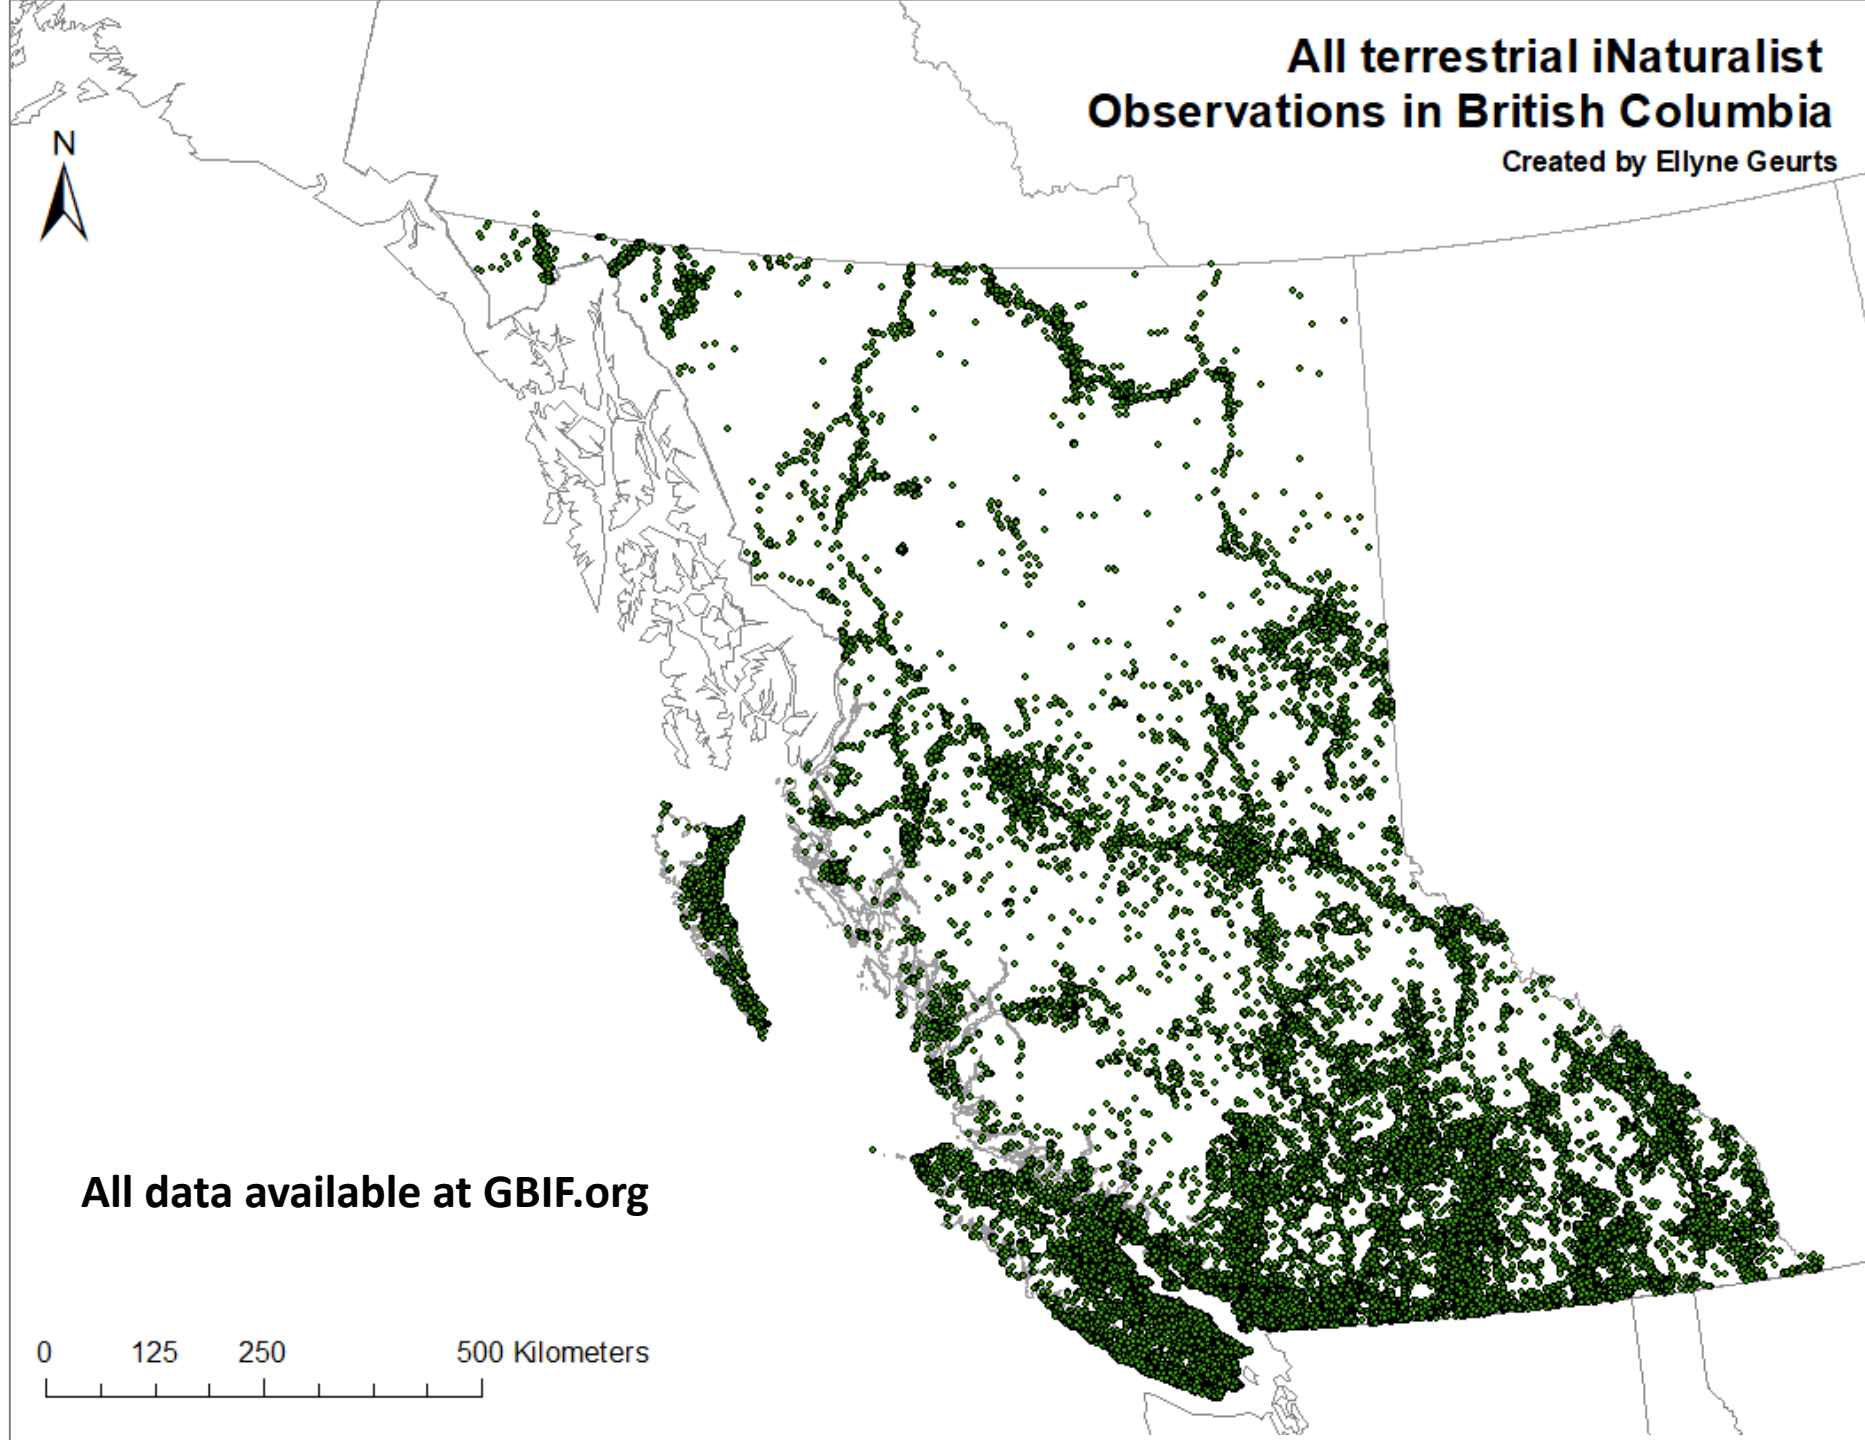 All terrestrial iNaturalist
Observations in British Columbia
Created by Ellyne Geurts
N
All data available at GBIF.org
0 125 250 500 Kilometers